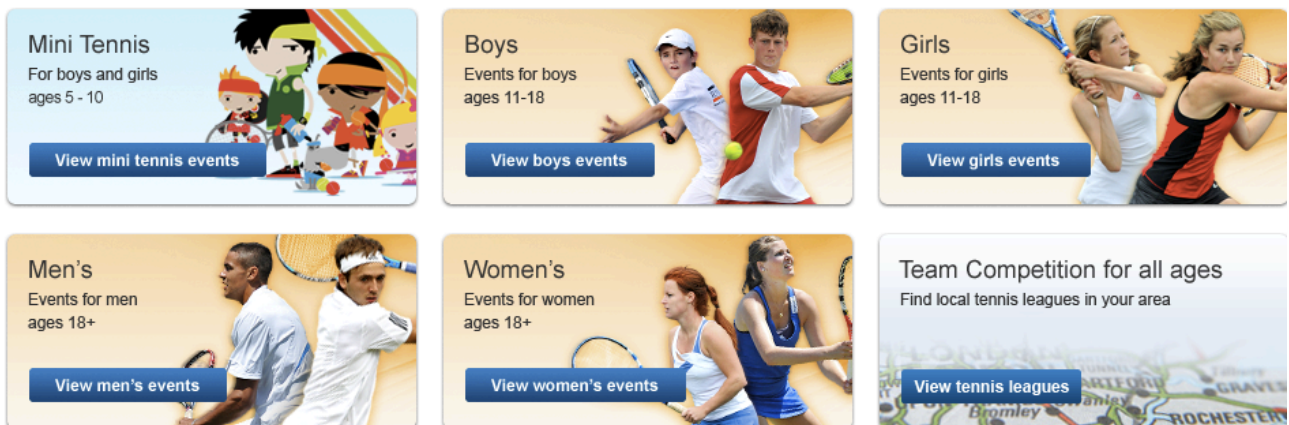 Mini Tennis
For boys and girls
ages 5 - 10
View mini tennis events
Boys
Events for boys
ages 11-18
View boys events
Girls
Events for girls
ages 11-18
View girls events
Men's
Events for men
ages 18+
View men's events
Women's
Events for women
ages 18+
View women's events
Team Competition for all ages
Find local tennis leagues in your area
LONDON
View tennis leagues
Bromley
ROCHESTER